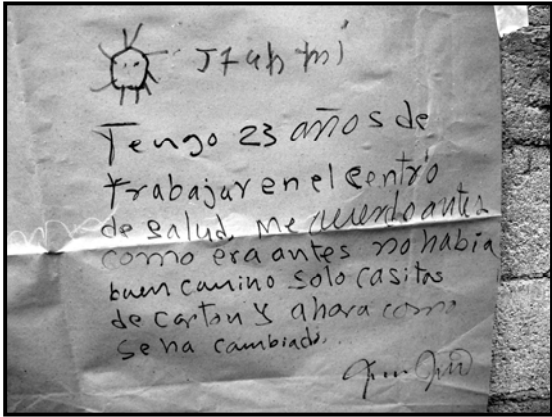 Tengo 23 años de
trabajar en el centro
de salud. Me acuerdo antes
como era antes no habia
buen camino solo casitas
de carton y ahora como
se ha cambiado.